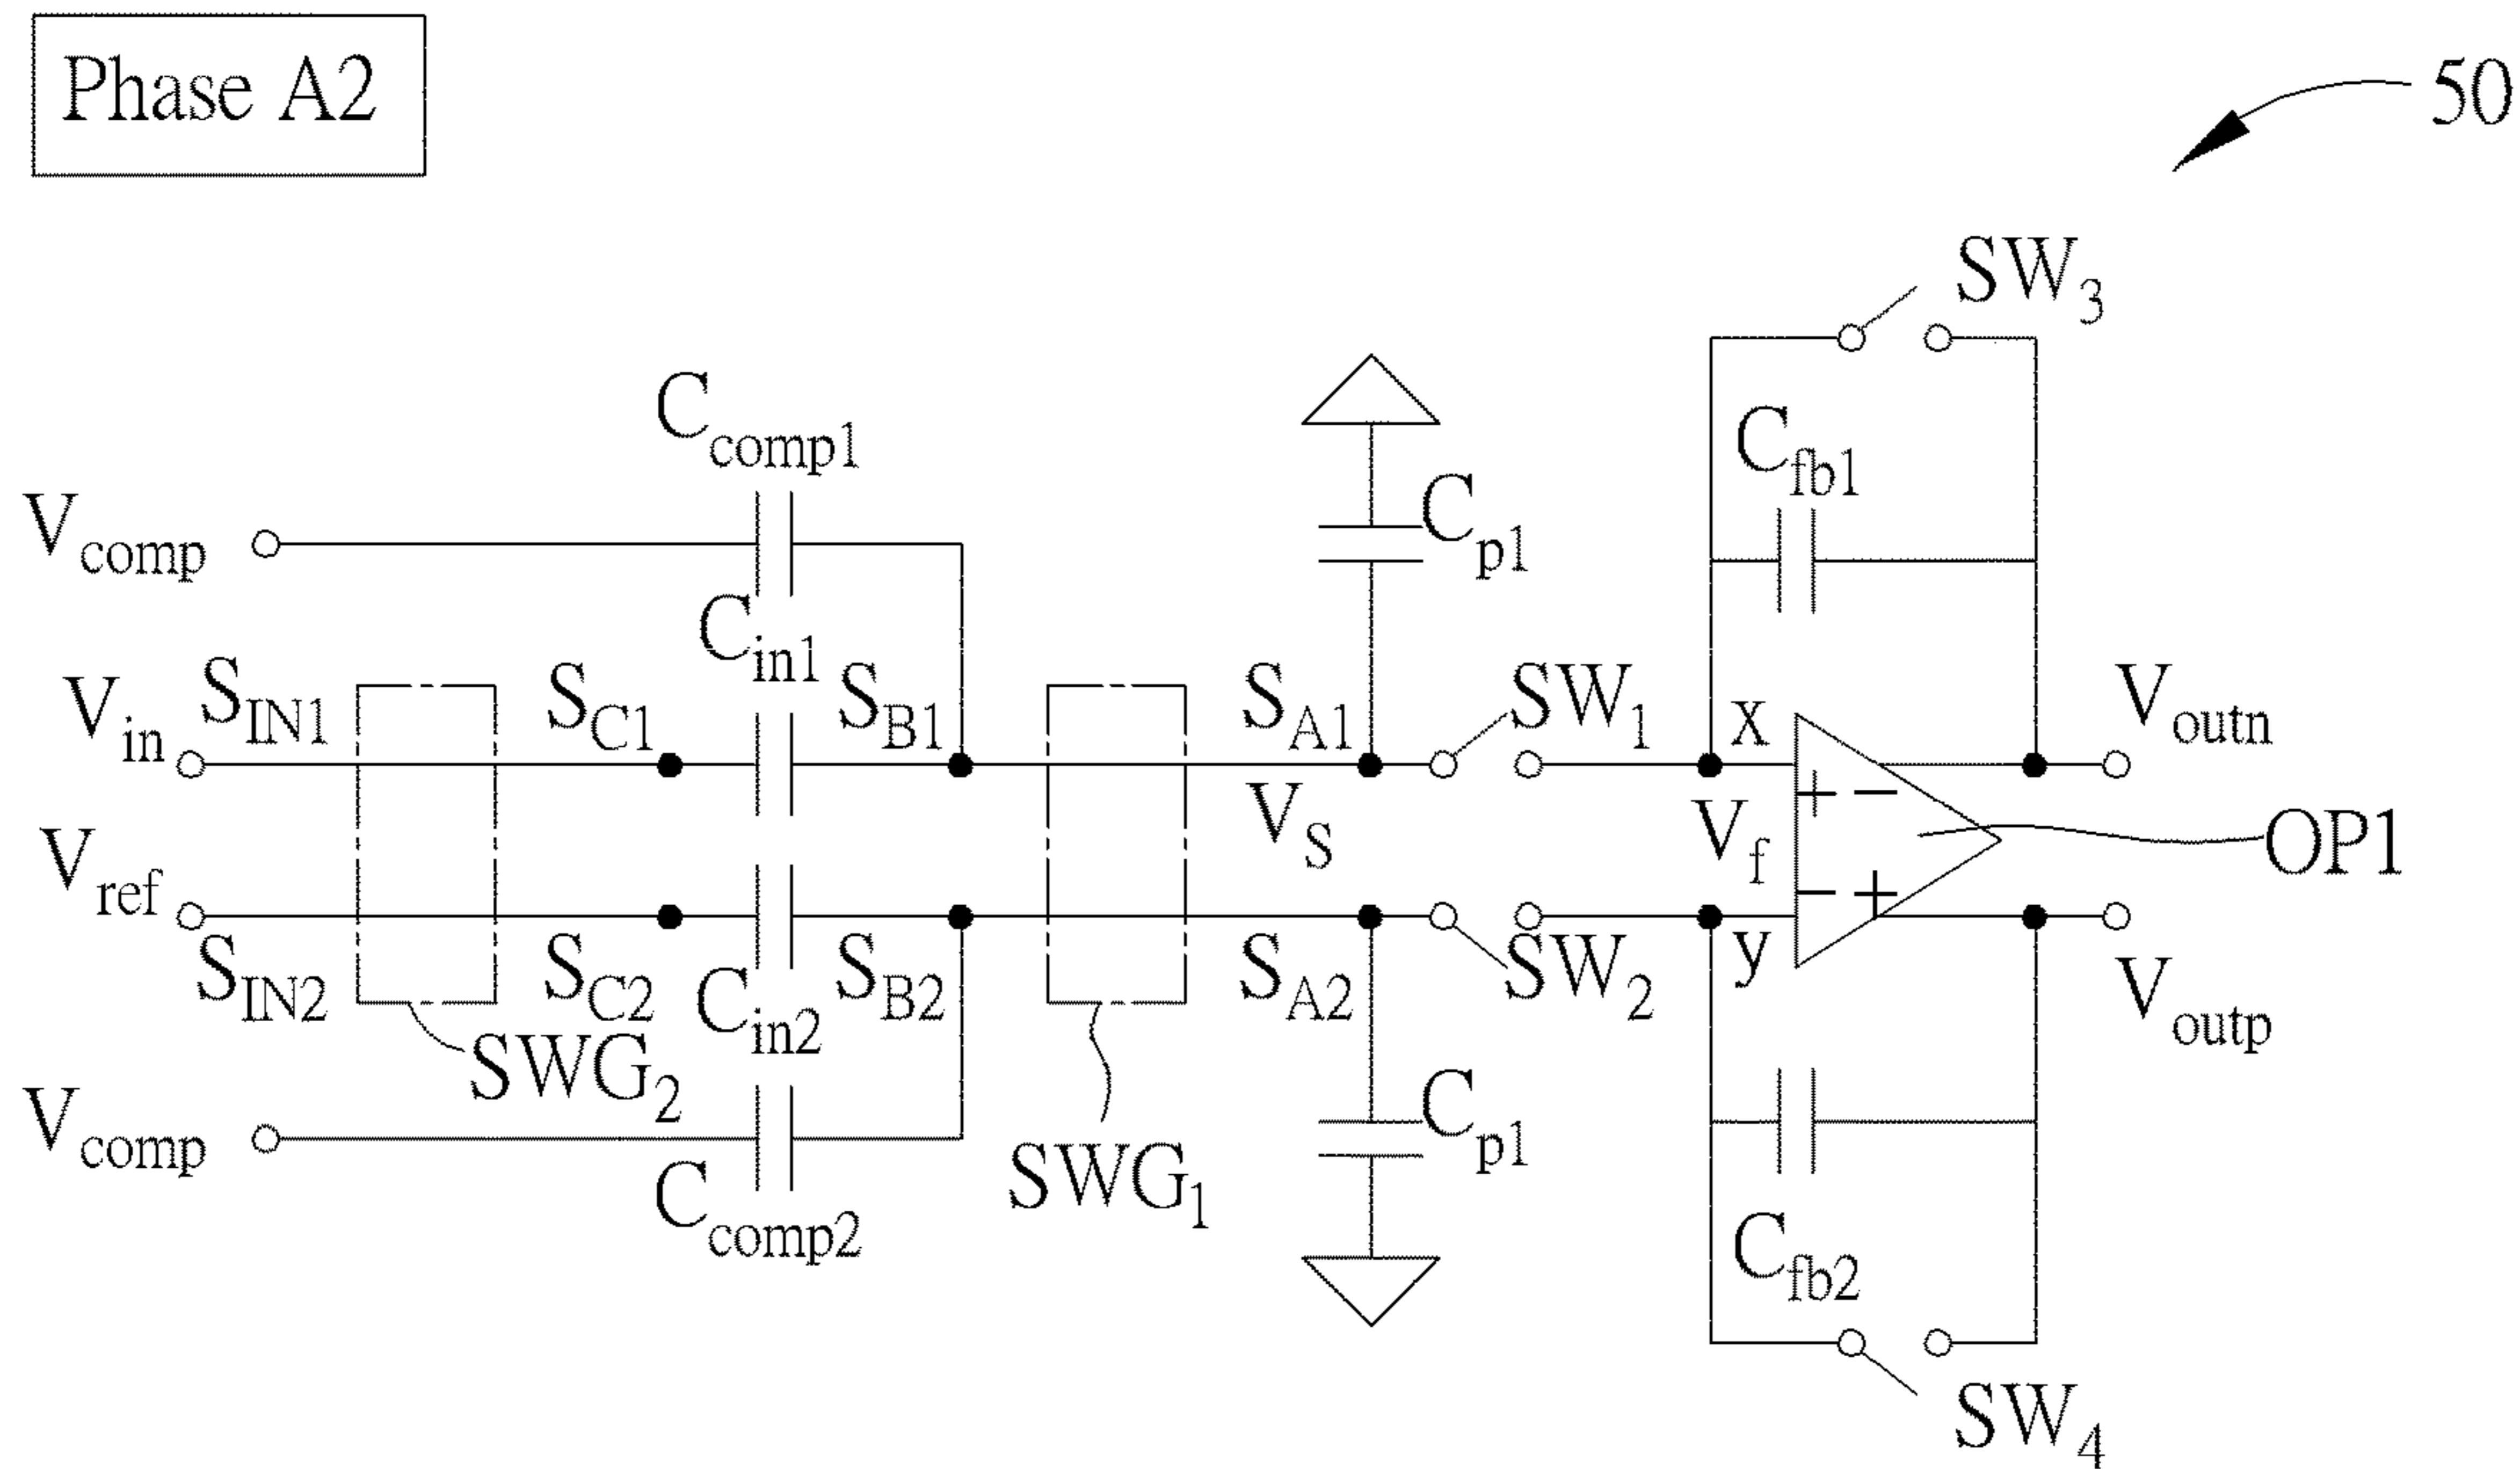 Phase A2
50
SW3
Ccomp1
Cfb1
Cp1
Vcomp
Cin1
Vin
SIN1
SC1
SB1
SA1
SW1
x
Voutn
VS
+ −
Vf
OP1
Vref
− +
SIN2
SC2
Cin2
SB2
SA2
SW2
y
Voutp
SWG2
Vcomp
Ccomp2
SWG1
Cp1
Cfb2
SW4